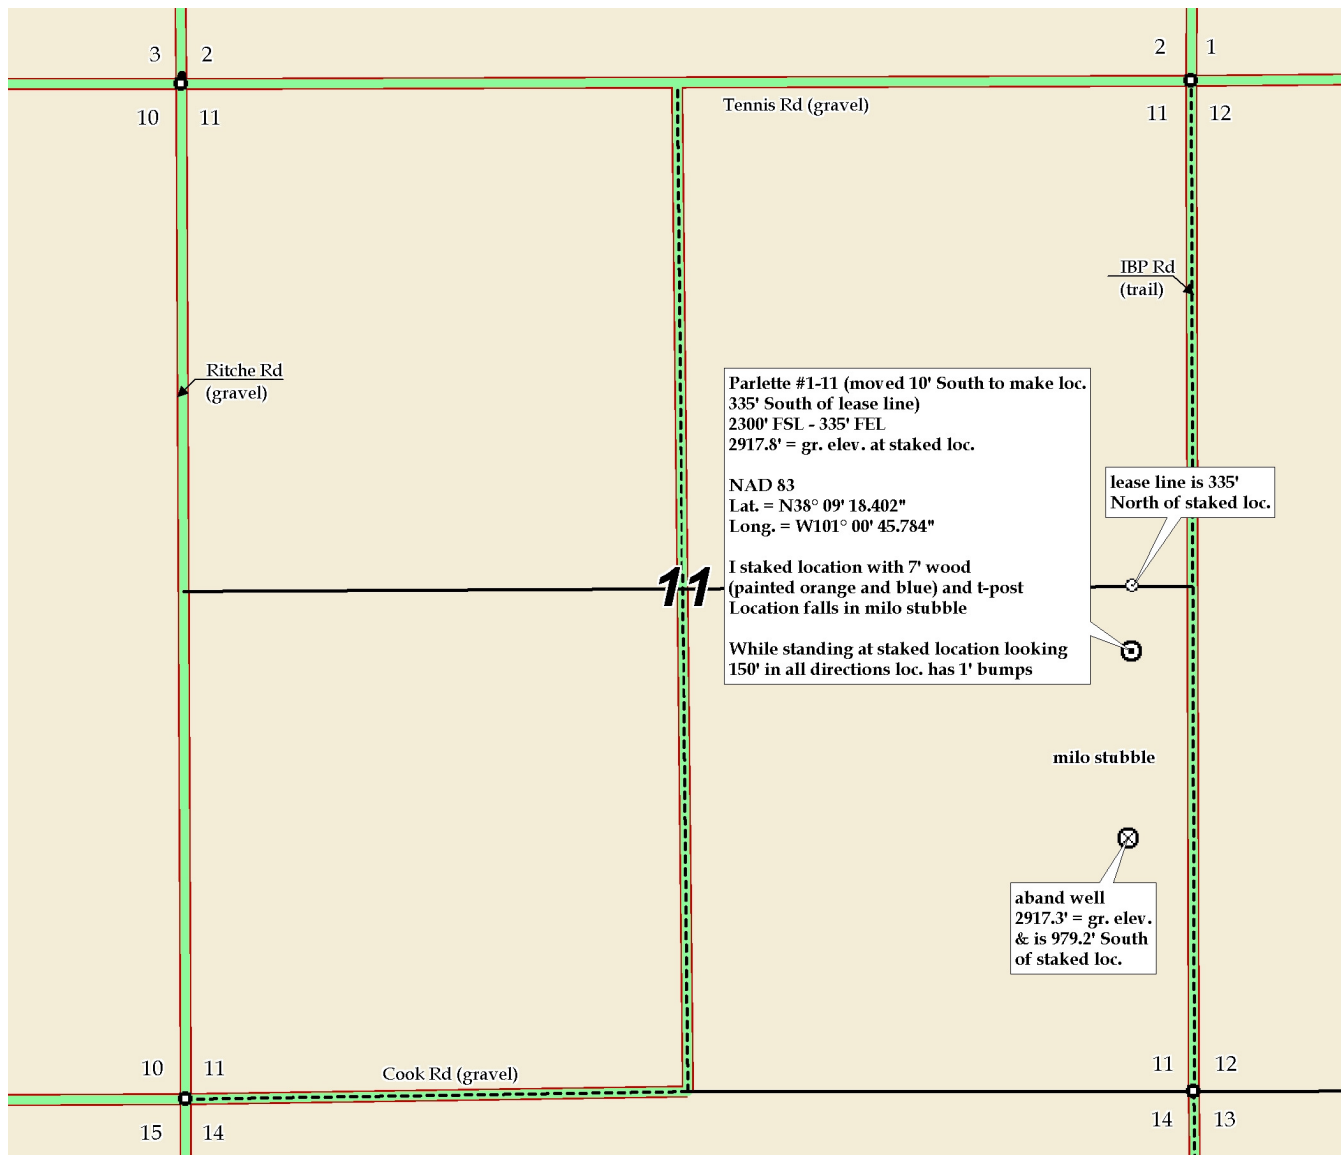 3 2
2 1
10 11
Tennis Rd (gravel)
11 12
IBP Rd
(trail)
Ritche Rd
(gravel)
Parlette #1-11 (moved 10' South to make loc.
335' South of lease line)
2300' FSL - 335' FEL
2917.8' = gr. elev. at staked loc.
NAD 83
Lat. = N38° 09' 18.402"
Long. = W101° 00' 45.784"
I staked location with 7' wood
(painted orange and blue) and t-post
Location falls in milo stubble
While standing at staked location looking
150' in all directions loc. has 1' bumps
lease line is 335'
North of staked loc.
11
milo stubble
aband well
2917.3' = gr. elev.
& is 979.2' South
of staked loc.
10 11
Cook Rd (gravel)
11 12
15 14
14 13